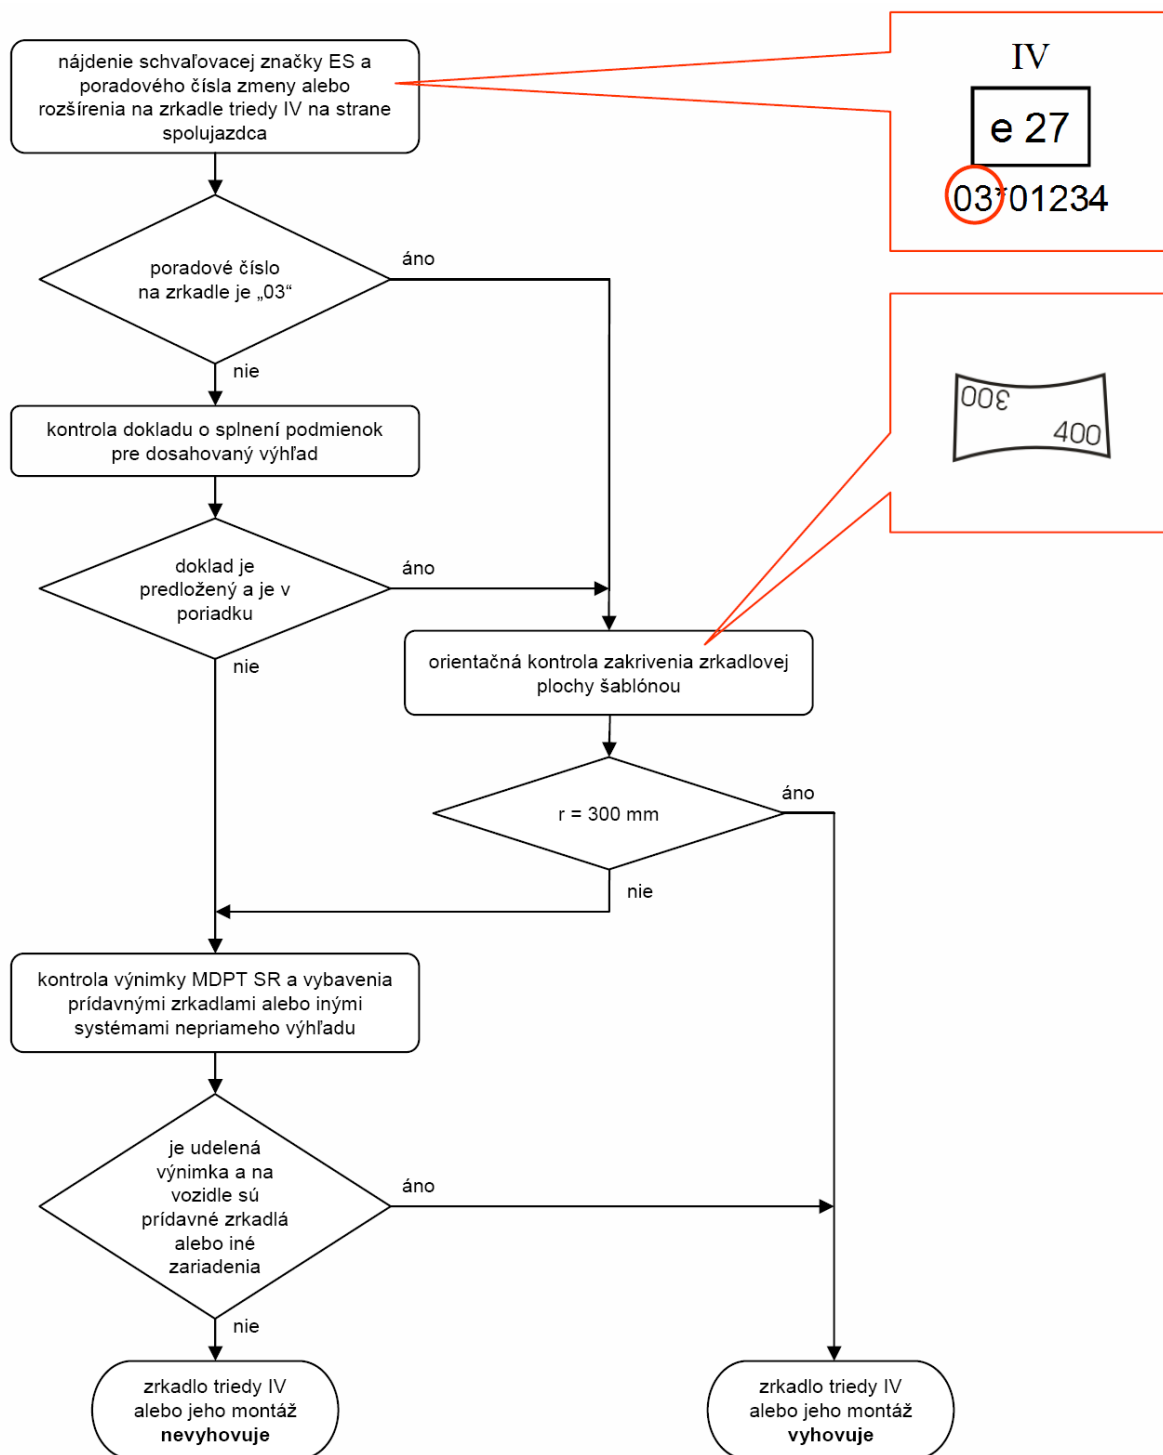 nájdenie schvaľovacej značky ES a
poradového čísla zmeny alebo
rozšírenia na zrkadle triedy IV na strane
spolujazdca
IV
e 27
03*01234
poradové číslo
na zrkadle je „03“
áno
nie
300
400
kontrola dokladu o splnení podmienok
pre dosahovaný výhľad
doklad je
predložený a je v
poriadku
áno
nie
orientačná kontrola zakrivenia zrkadlovej
plochy šablónou
r = 300 mm
áno
nie
kontrola výnimky MDPT SR a vybavenia
prídavnými zrkadlami alebo inými
systémami nepriameho výhľadu
je udelená
výnimka a na
vozidle sú
prídavné zrkadlá
alebo iné
zariadenia
áno
nie
zrkadlo triedy IV
alebo jeho montáž
nevyhovuje
zrkadlo triedy IV
alebo jeho montáž
vyhovuje